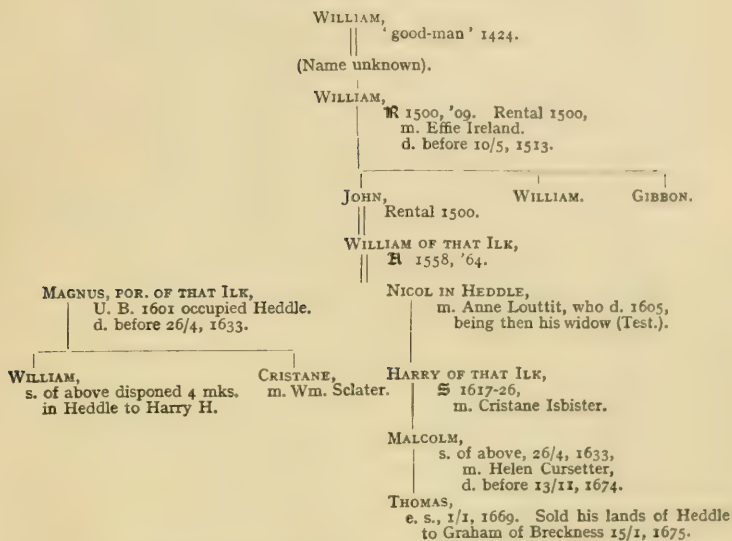 WILLIAM,
'good-man' 1424.
(Name unknown).
WILLIAM,
R 1500, '09. Rental 1500,
m. Effie Ireland.
d. before 10/5, 1513.
JOHN,
Rental 1500.
WILLIAM.
GIBBON.
WILLIAM OF THAT ILK,
A 1558, '64.
MAGNUS, POR. OF THAT ILK,
U. B. 1601 occupied Heddle.
d. before 26/4, 1633.
NICOL IN HEDDLE,
m. Anne Louttit, who d. 1605,
being then his widow (Test.).
WILLIAM,
s. of above disponed 4 mks.
in Heddle to Harry H.
CRISTANE,
m. Wm. Sclater.
HARRY OF THAT ILK,
S 1617-26,
m. Cristane Isbister.
MALCOLM,
s. of above, 26/4, 1633,
m. Helen Cursetter,
d. before 13/11, 1674.
THOMAS,
e. s., 1/1, 1669. Sold his lands of Heddle
to Graham of Breckness 15/1, 1675.